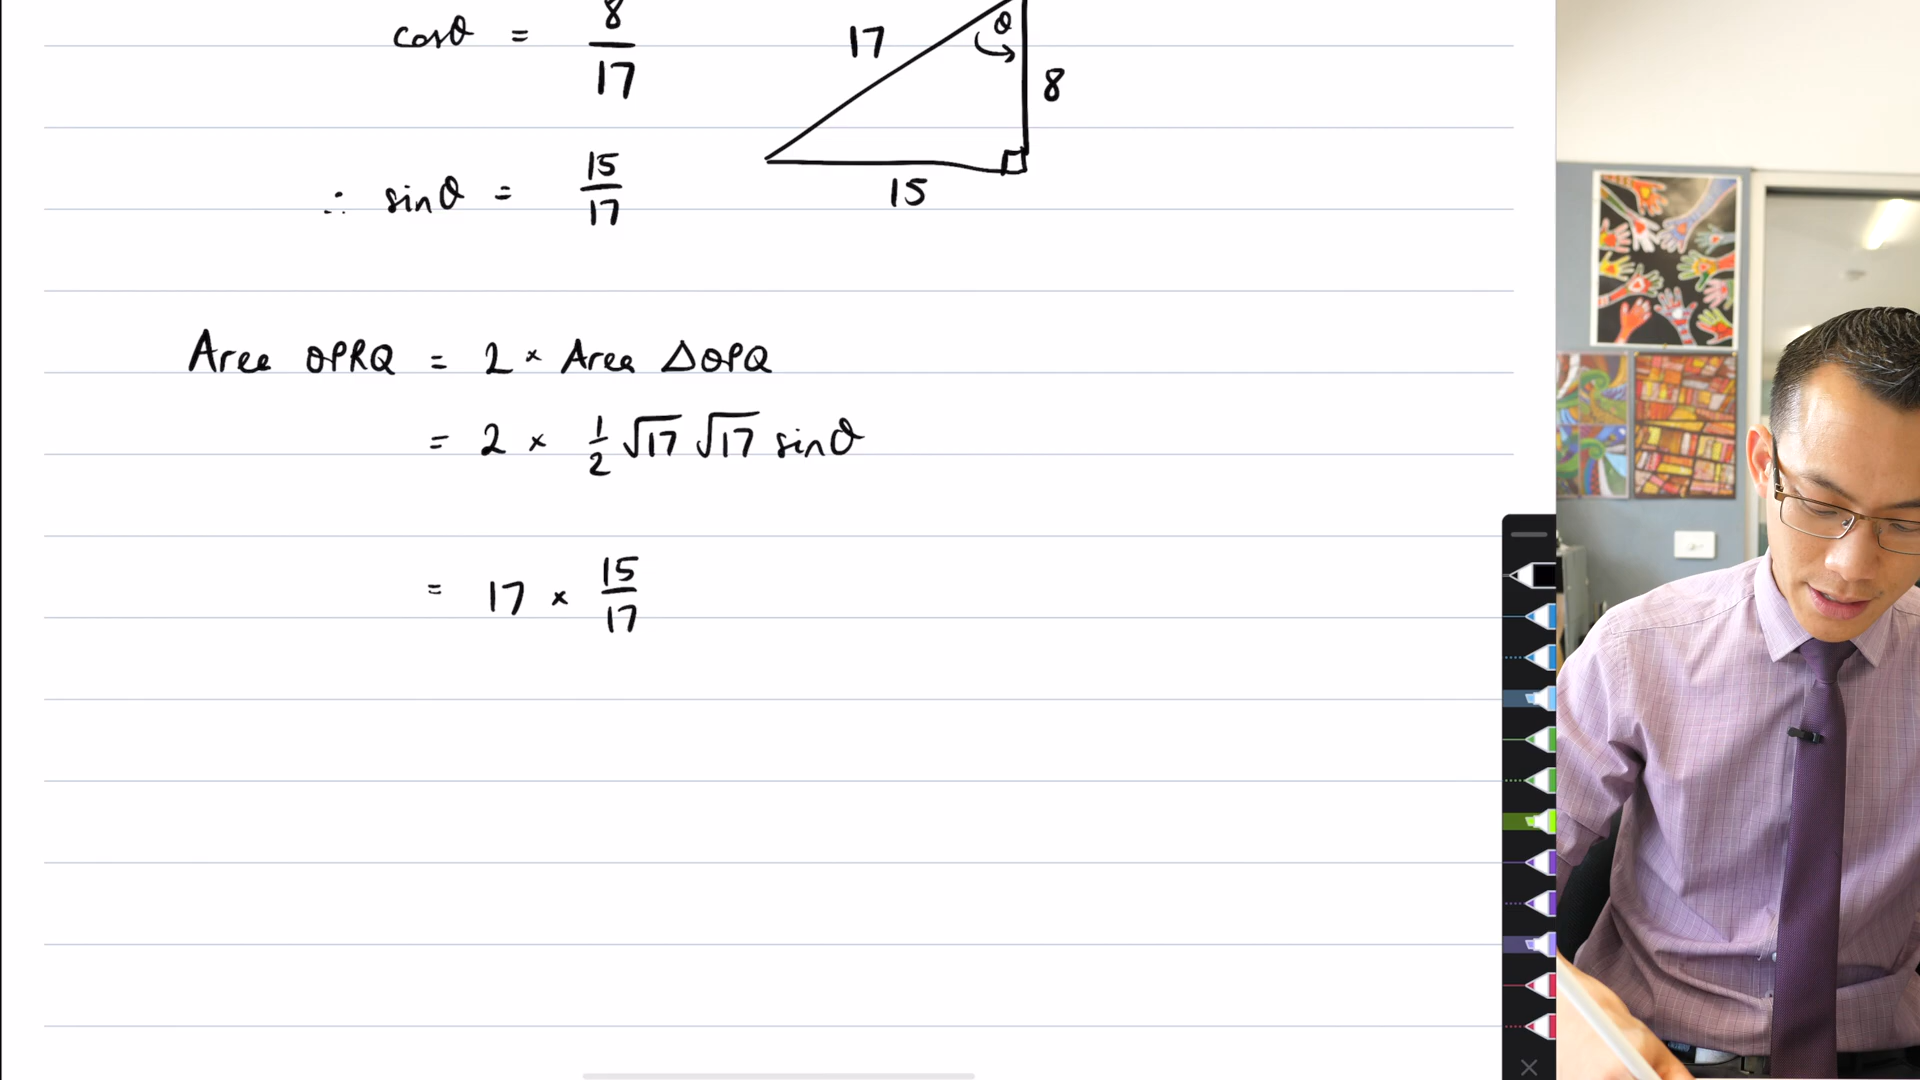 cosθ = 8/17
17
θ
8
∴ sinθ = 15/17
15
Area OPRQ = 2 × Area △OPQ
= 2 × 1/2 √17 √17 sinθ
= 17 × 15/17